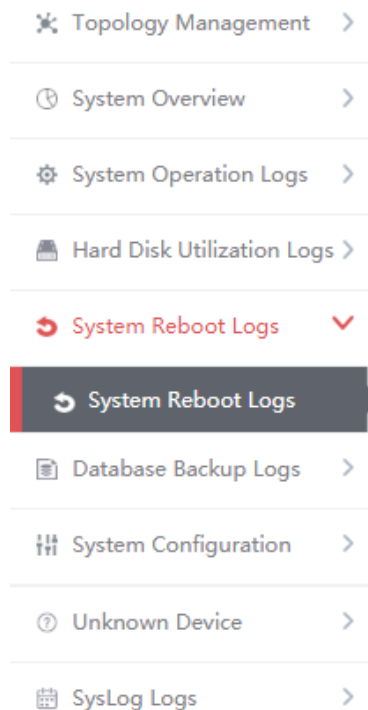 Topology Management
System Overview
System Operation Logs
Hard Disk Utilization Logs
System Reboot Logs
System Reboot Logs
Database Backup Logs
System Configuration
Unknown Device
SysLog Logs